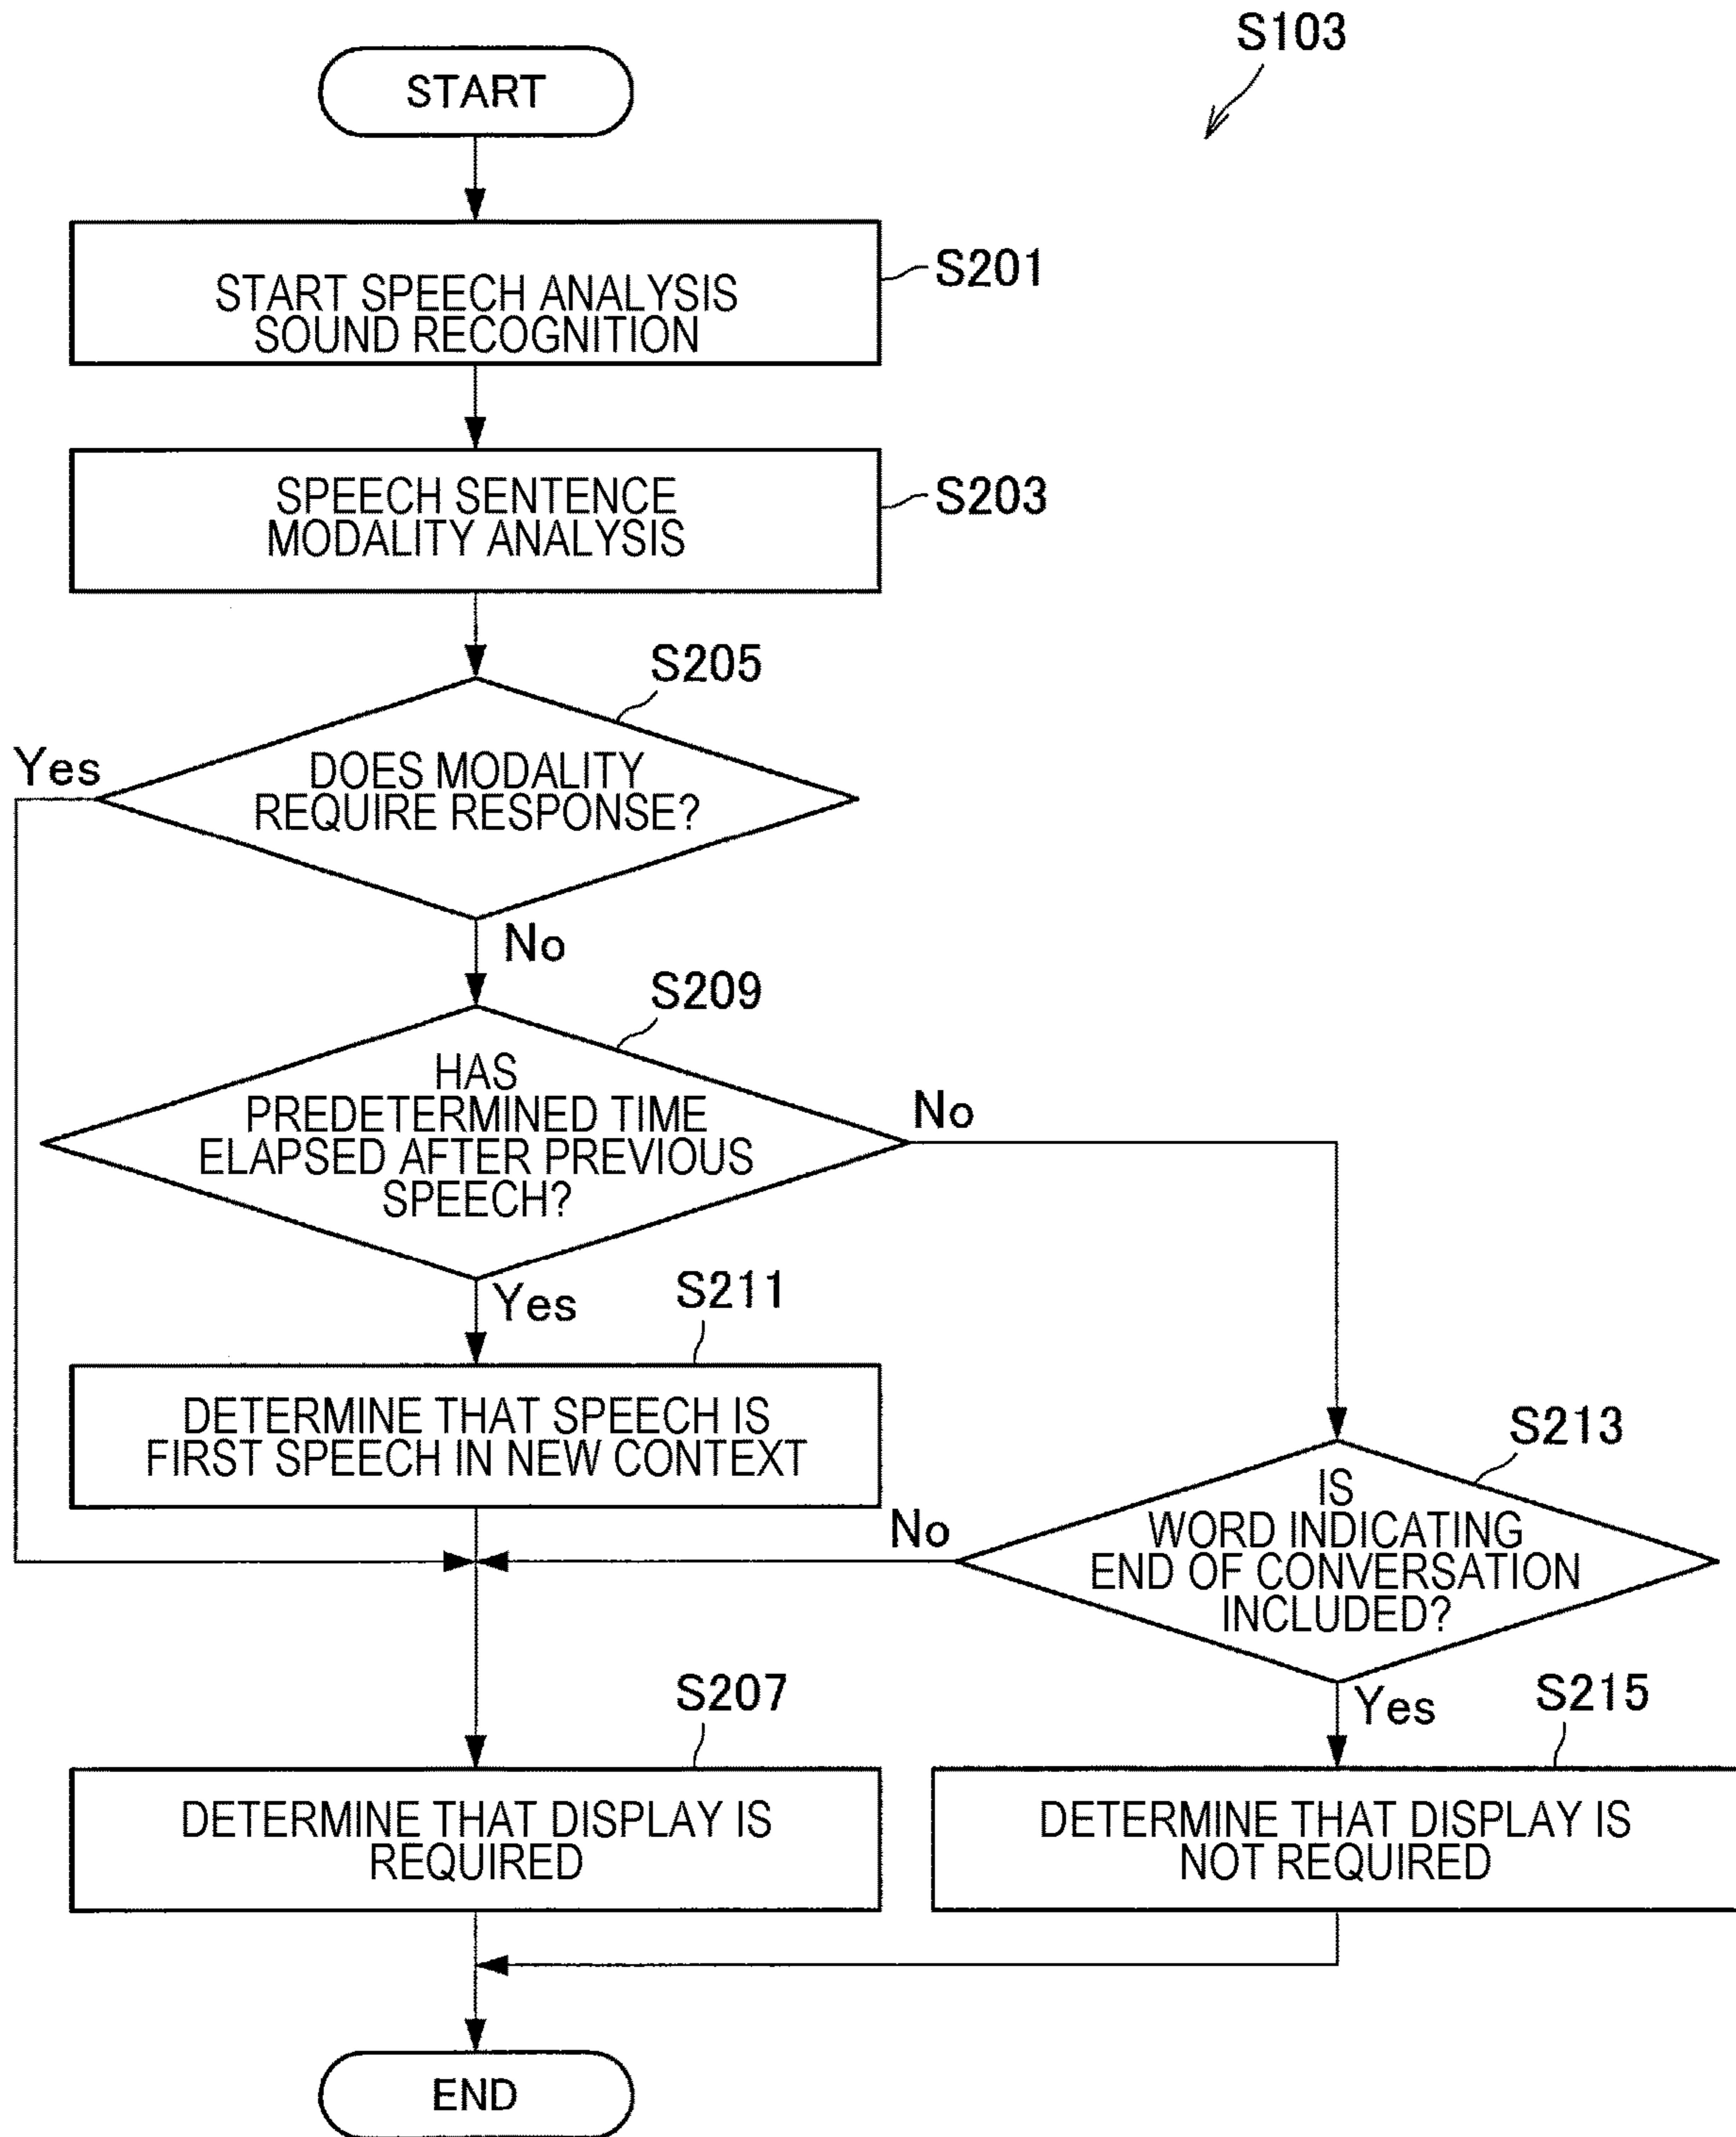 S103
START
START SPEECH ANALYSIS
SOUND RECOGNITION
S201
SPEECH SENTENCE
MODALITY ANALYSIS
S203
S205
Yes
DOES MODALITY
REQUIRE RESPONSE?
No
S209
HAS
PREDETERMINED TIME
ELAPSED AFTER PREVIOUS
SPEECH?
No
Yes
S211
DETERMINE THAT SPEECH IS
FIRST SPEECH IN NEW CONTEXT
S213
IS
WORD INDICATING
END OF CONVERSATION
INCLUDED?
No
Yes
S207
DETERMINE THAT DISPLAY IS
REQUIRED
S215
DETERMINE THAT DISPLAY IS
NOT REQUIRED
END